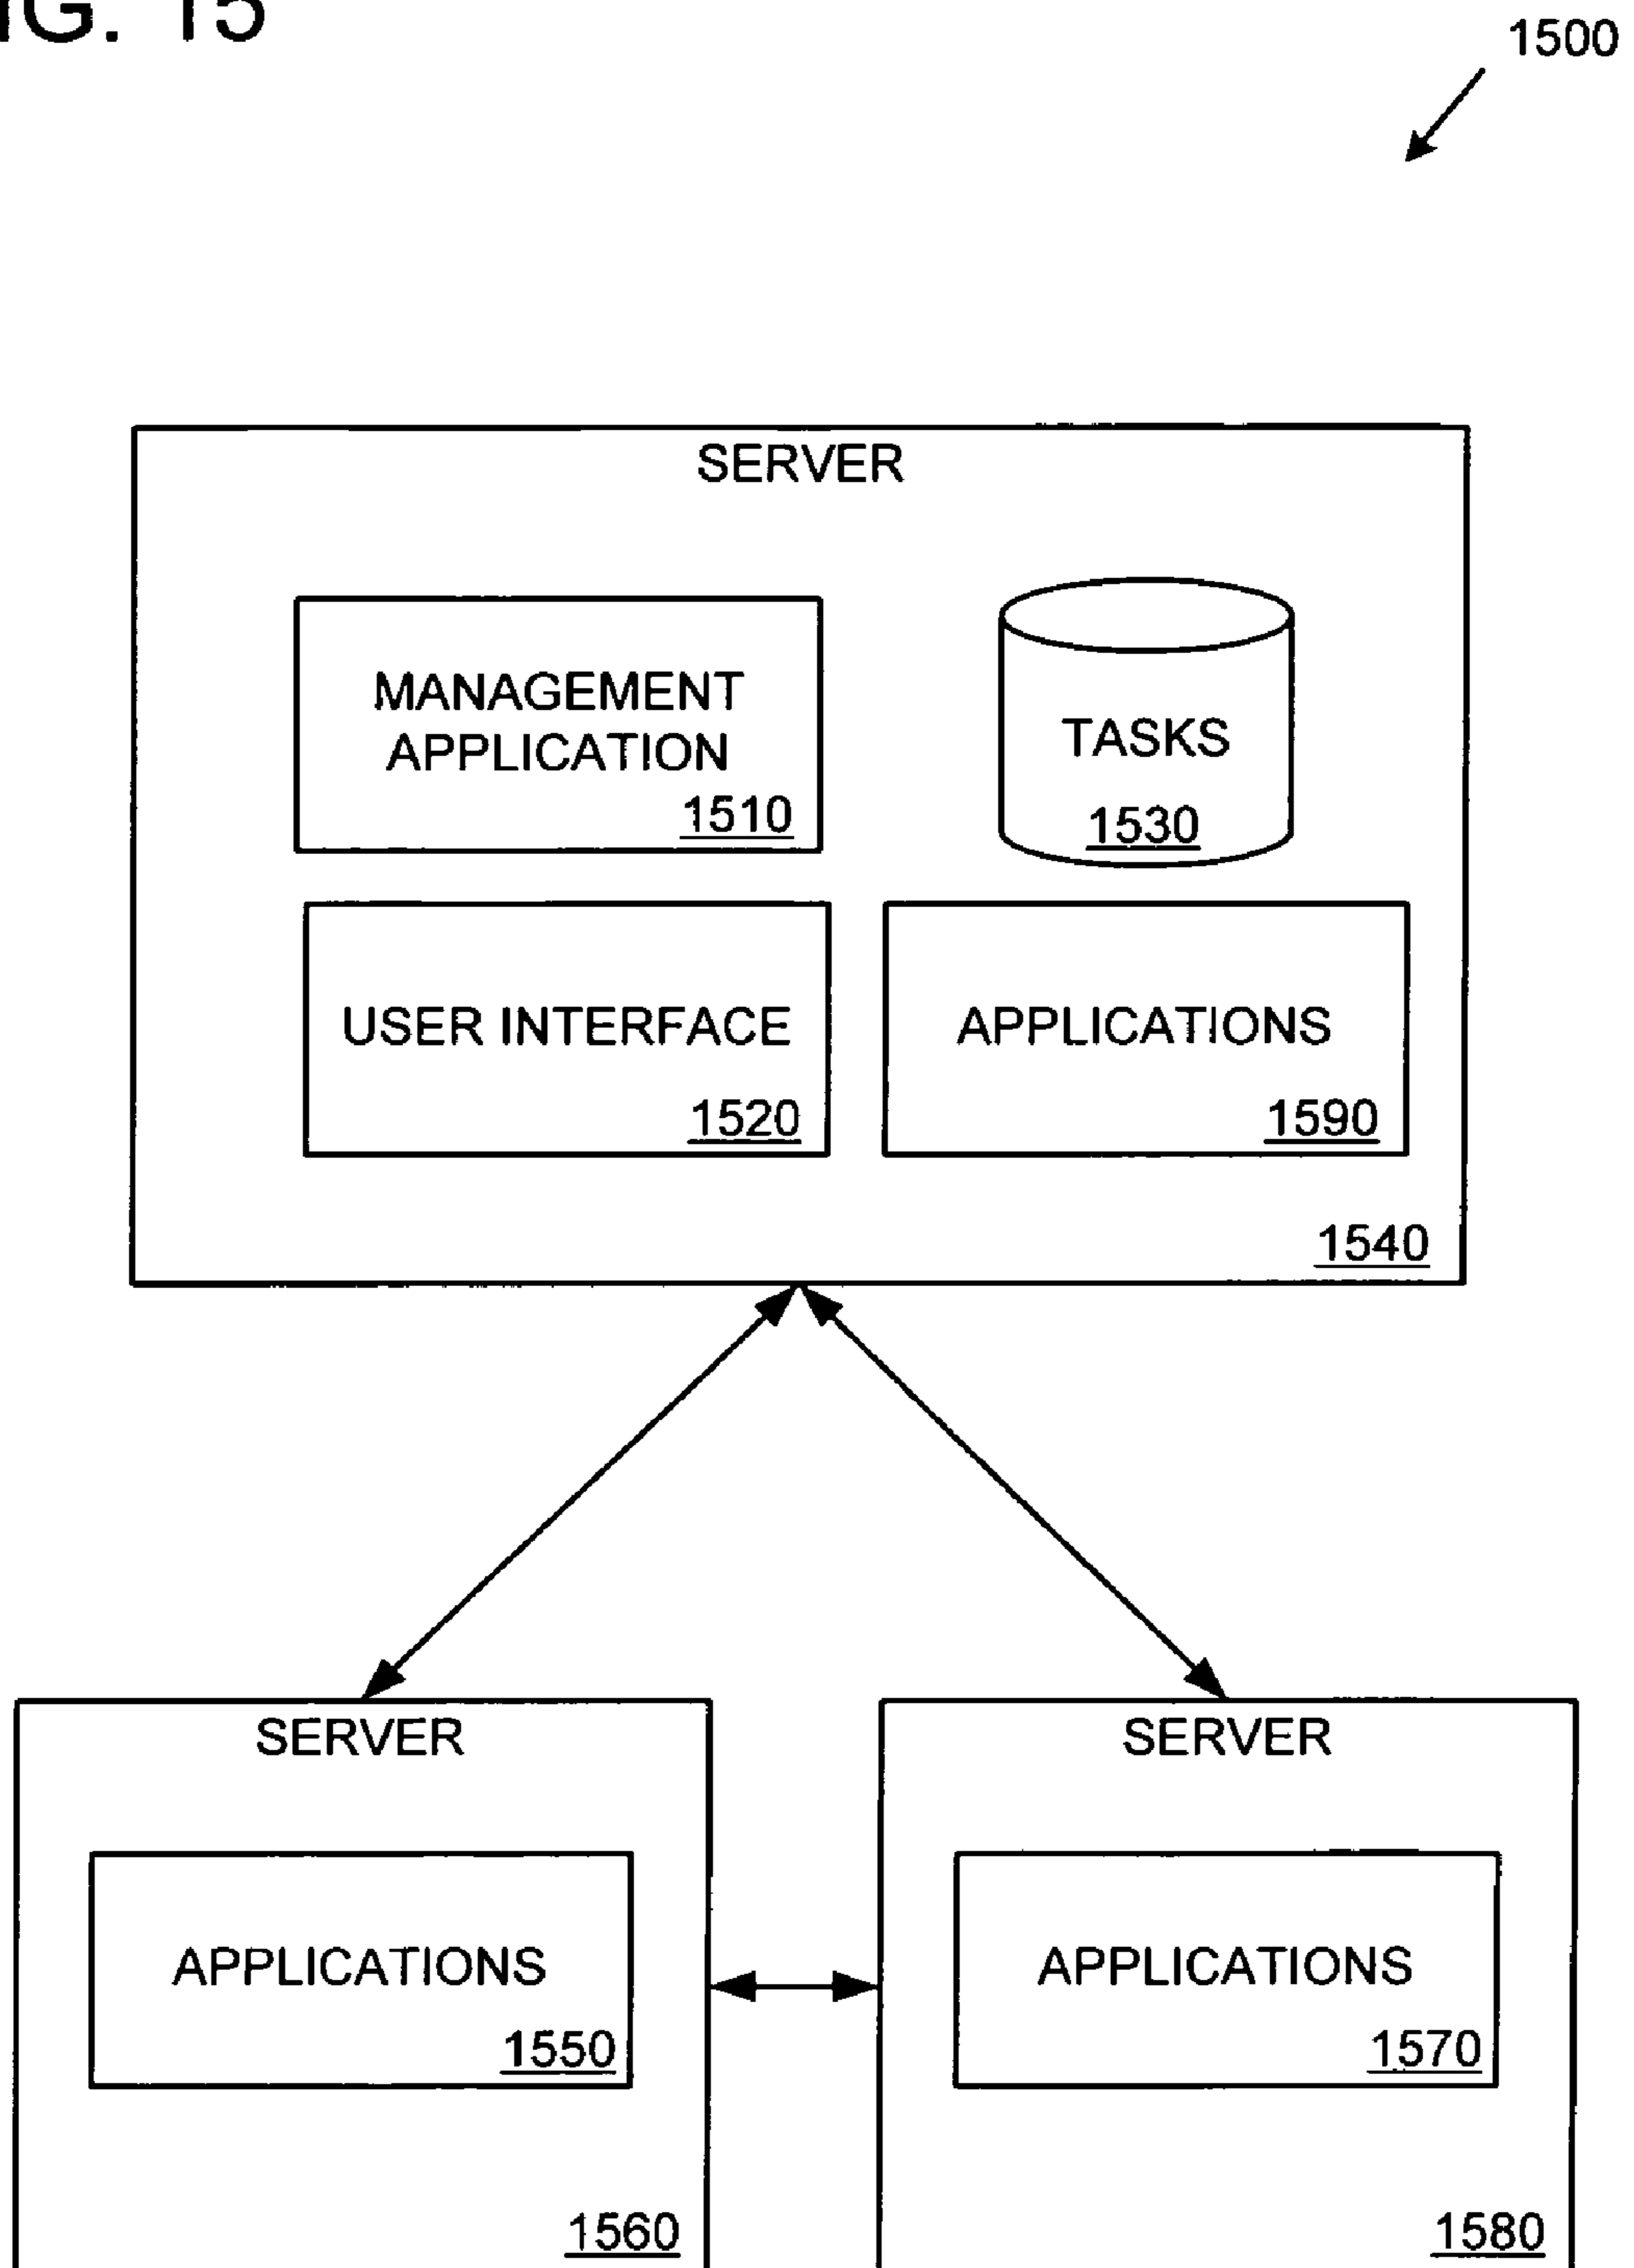 IG. 15
1500
SERVER
MANAGEMENT
APPLICATION
1510
TASKS
1530
USER INTERFACE
1520
APPLICATIONS
1590
1540
SERVER
APPLICATIONS
1550
1560
SERVER
APPLICATIONS
1570
1580